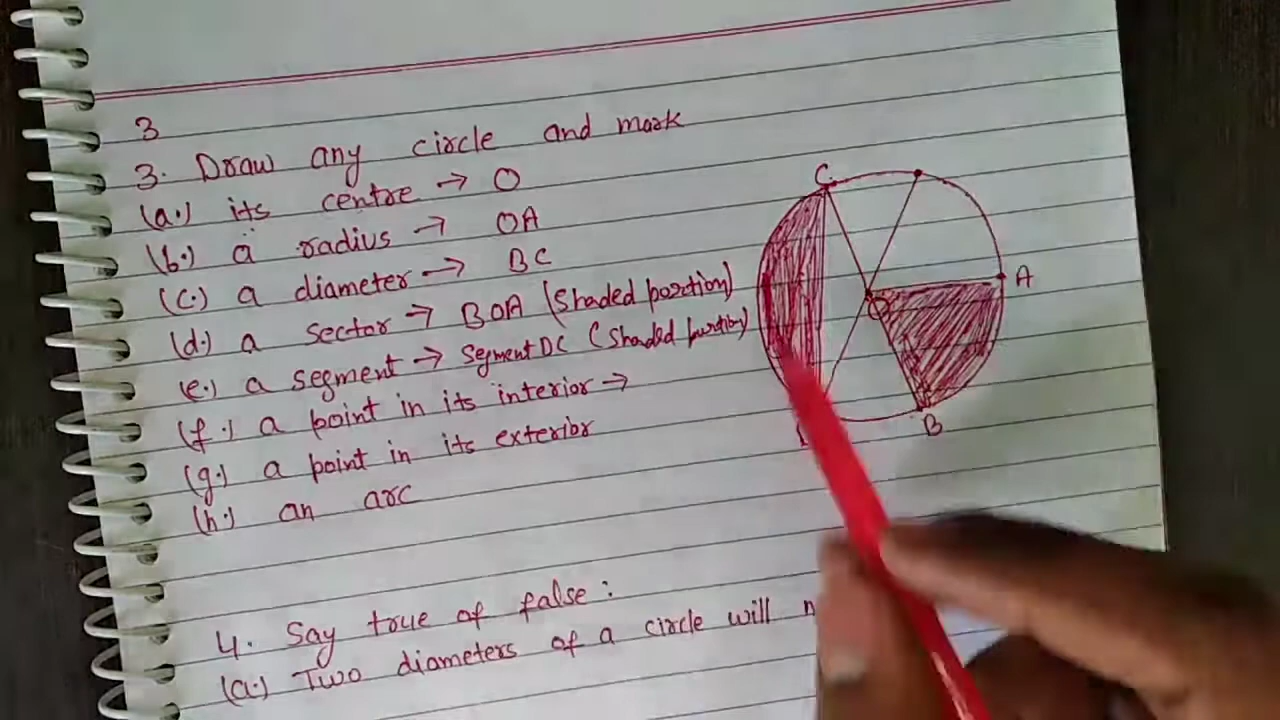 3
3. Draw any circle and mark
(a.) its centre → O
(b.) a radius → OA
(c.) a diameter → BC
(d.) a sector → BOA (Shaded portion)
(e.) a segment → Segment DC (Shaded portion)
(f.) a point in its interior →
(g.) a point in its exterior
(h.) an arc
C
A
O
B
4. Say true of false:
(a.) Two diameters of a circle will